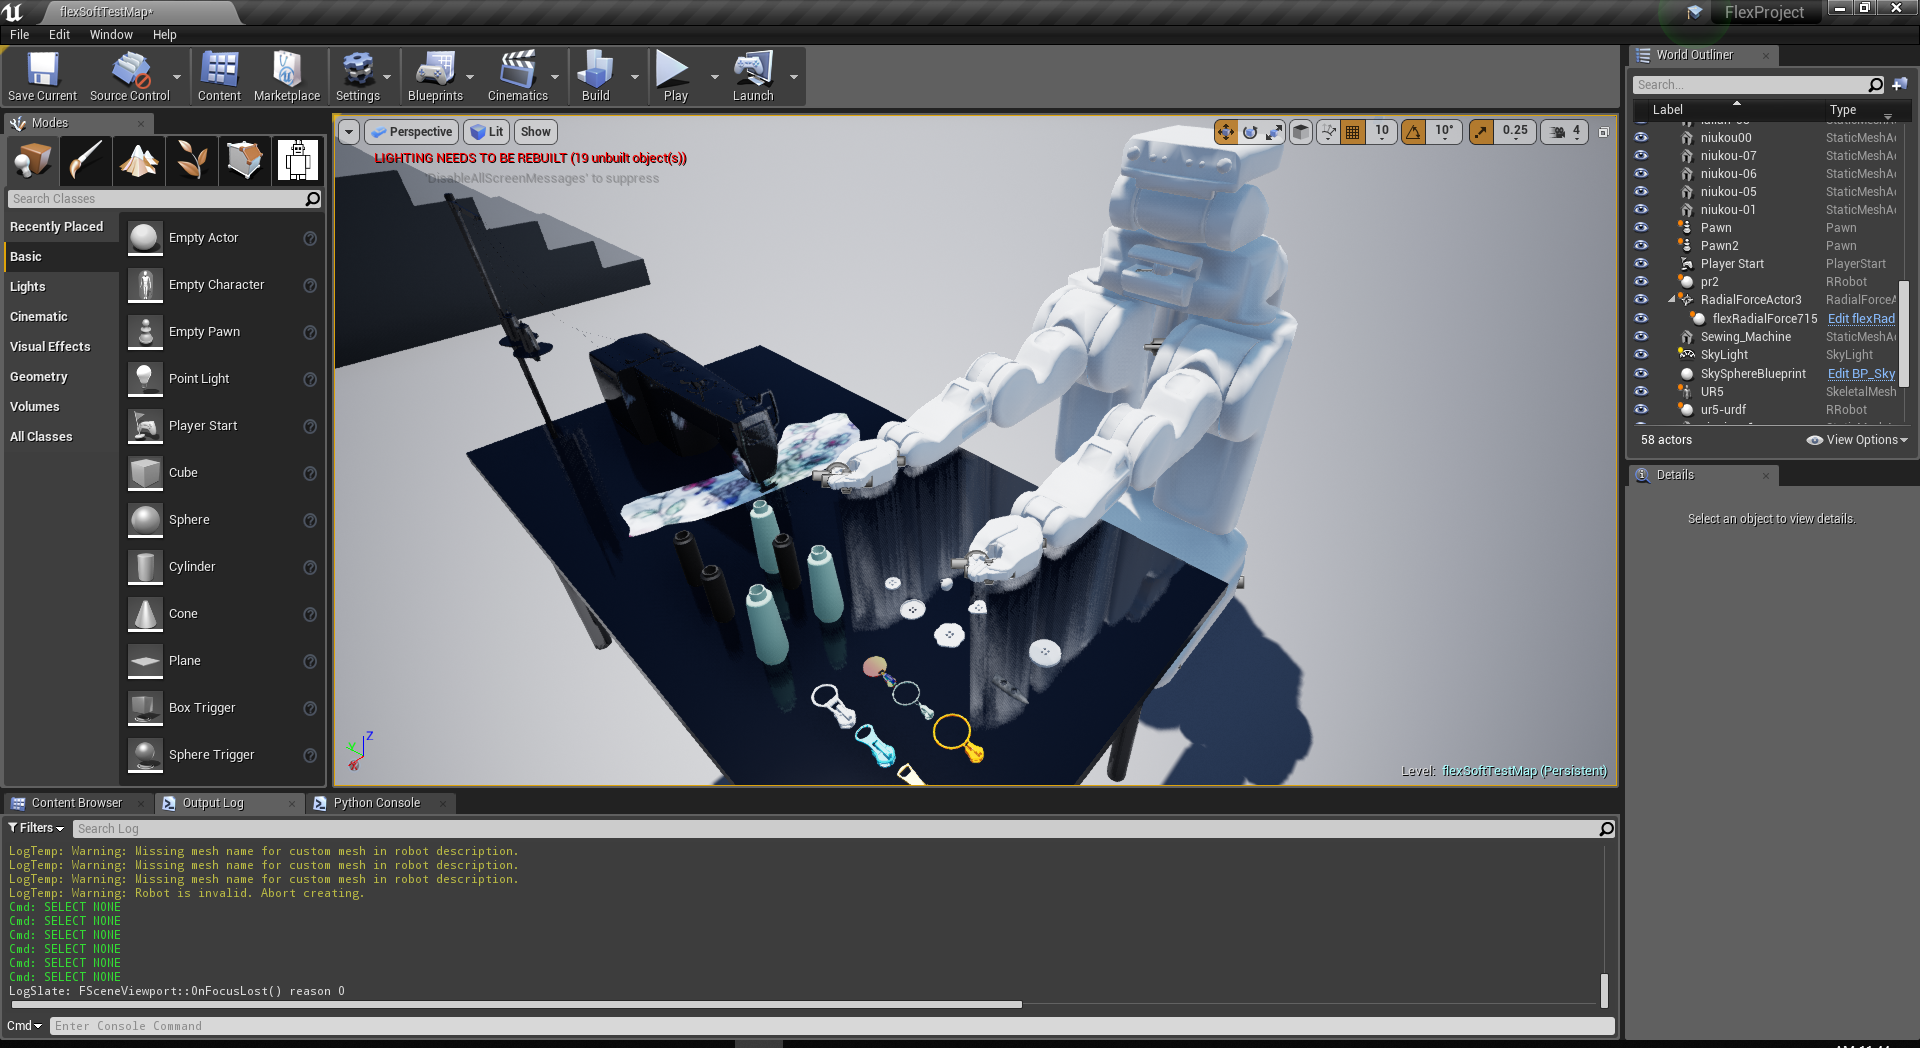 flexSoftTestMap*
FlexProject
File Edit Window Help
Save Current
Source Control
Content
Marketplace
Settings
Blueprints
Cinematics
Build
Play
Launch
Modes
Search Classes
Recently Placed
Basic
Lights
Cinematic
Visual Effects
Geometry
Volumes
All Classes
Empty Actor
Empty Character
Empty Pawn
Point Light
Player Start
Cube
Sphere
Cylinder
Cone
Plane
Box Trigger
Sphere Trigger
Perspective
Lit
Show
10
10°
0.25
4
LIGHTING NEEDS TO BE REBUILT (19 unbuilt object(s))
'DisableAllScreenMessages' to suppress
Z
Level: flexSoftTestMap (Persistent)
World Outliner
Search...
Label Type
niukou00 StaticMeshA
niukou-07 StaticMeshA
niukou-06 StaticMeshA
niukou-05 StaticMeshA
niukou-01 StaticMeshA
Pawn Pawn
Pawn2 Pawn
Player Start PlayerStart
pr2 RRobot
RadialForceActor3 RadialForceA
flexRadialForce715 Edit flexRad
Sewing_Machine StaticMeshA
SkyLight SkyLight
SkySphereBlueprint Edit BP_Sky
UR5 SkeletalMesh
ur5-urdf RRobot
58 actors
View Options
Details
Select an object to view details.
Content Browser
Output Log
Python Console
Filters
Search Log
LogTemp: Warning: Missing mesh name for custom mesh in robot description.
LogTemp: Warning: Missing mesh name for custom mesh in robot description.
LogTemp: Warning: Missing mesh name for custom mesh in robot description.
LogTemp: Warning: Robot is invalid. Abort creating.
Cmd: SELECT NONE
Cmd: SELECT NONE
Cmd: SELECT NONE
Cmd: SELECT NONE
Cmd: SELECT NONE
Cmd: SELECT NONE
LogSlate: FSceneViewport::OnFocusLost() reason 0
Cmd
Enter Console Command